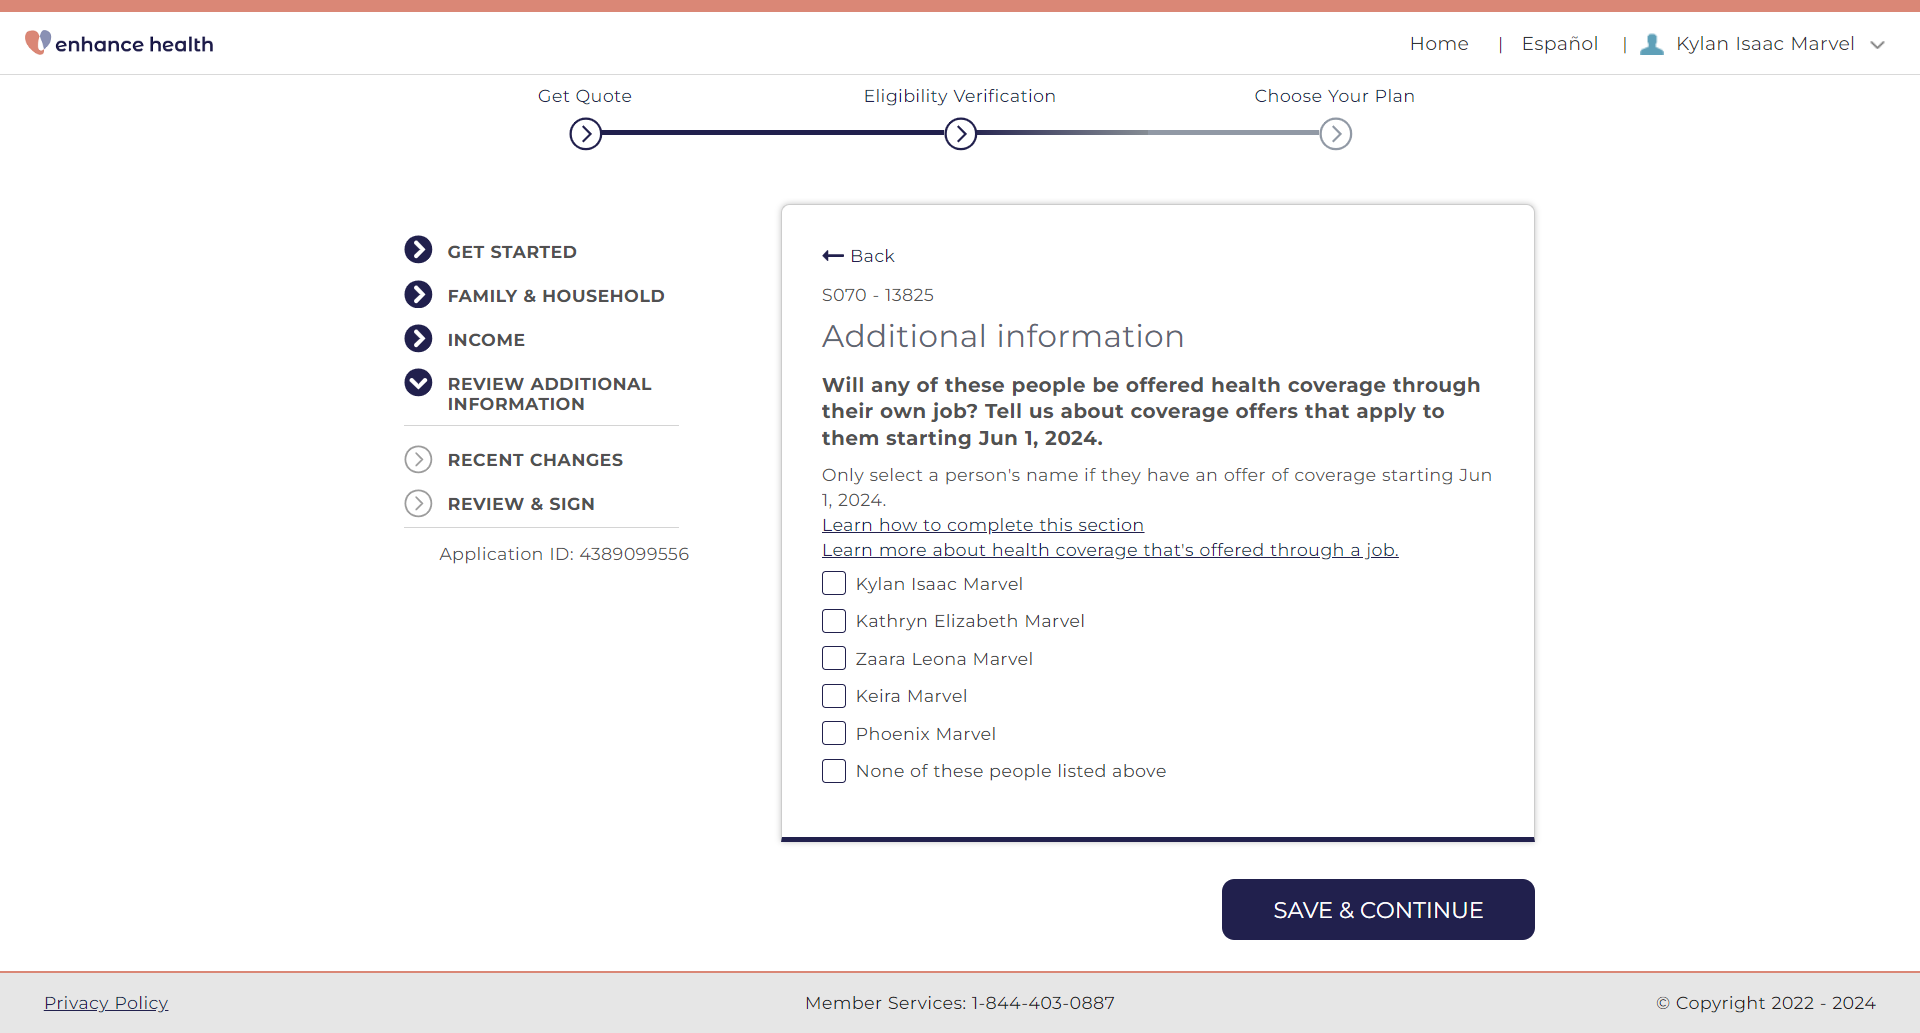 enhance health
Home | Español | Kylan Isaac Marvel
Get Quote
Eligibility Verification
Choose Your Plan
GET STARTED
FAMILY & HOUSEHOLD
INCOME
REVIEW ADDITIONAL
INFORMATION
RECENT CHANGES
REVIEW & SIGN
Application ID: 4389099556
Back
S070 - 13825
Additional information
Will any of these people be offered health coverage through
their own job? Tell us about coverage offers that apply to
them starting Jun 1, 2024.
Only select a person's name if they have an offer of coverage starting Jun
1, 2024.
Learn how to complete this section
Learn more about health coverage that's offered through a job.
Kylan Isaac Marvel
Kathryn Elizabeth Marvel
Zaara Leona Marvel
Keira Marvel
Phoenix Marvel
None of these people listed above
SAVE & CONTINUE
Privacy Policy
Member Services: 1-844-403-0887
© Copyright 2022 - 2024